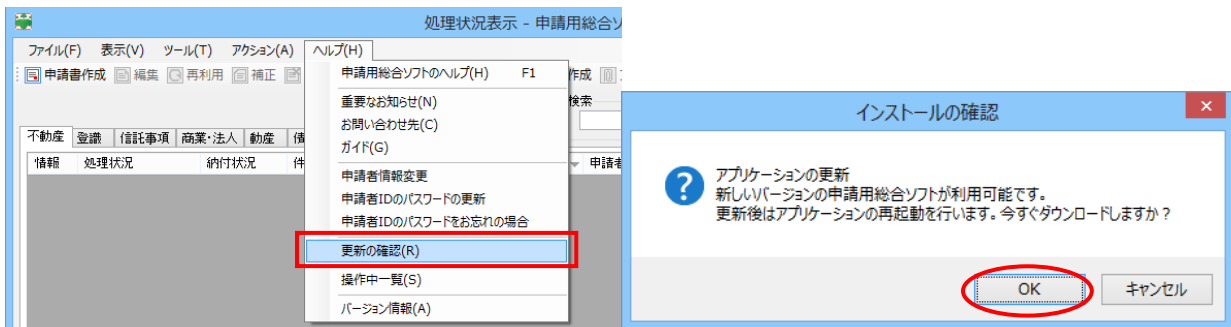 処理状況表示 - 申請用総合ソ
ファイル(F) 表示(V) ツール(T) アクション(A) ヘルプ(H)
申請書作成 編集 再利用 補正 作成
検索
不動産 登識 信託事項 商業・法人 動産 債
情報 処理状況 納付状況 件 申請者
申請用総合ソフトのヘルプ(H) F1
重要なお知らせ(N)
お問い合わせ先(C)
ガイド(G)
申請者情報変更
申請者IDのパスワードの更新
申請者IDのパスワードをお忘れの場合
更新の確認(R)
操作中一覧(S)
バージョン情報(A)
インストールの確認
アプリケーションの更新
新しいバージョンの申請用総合ソフトが利用可能です。
更新後はアプリケーションの再起動を行います。今すぐダウンロードしますか?
OK キャンセル